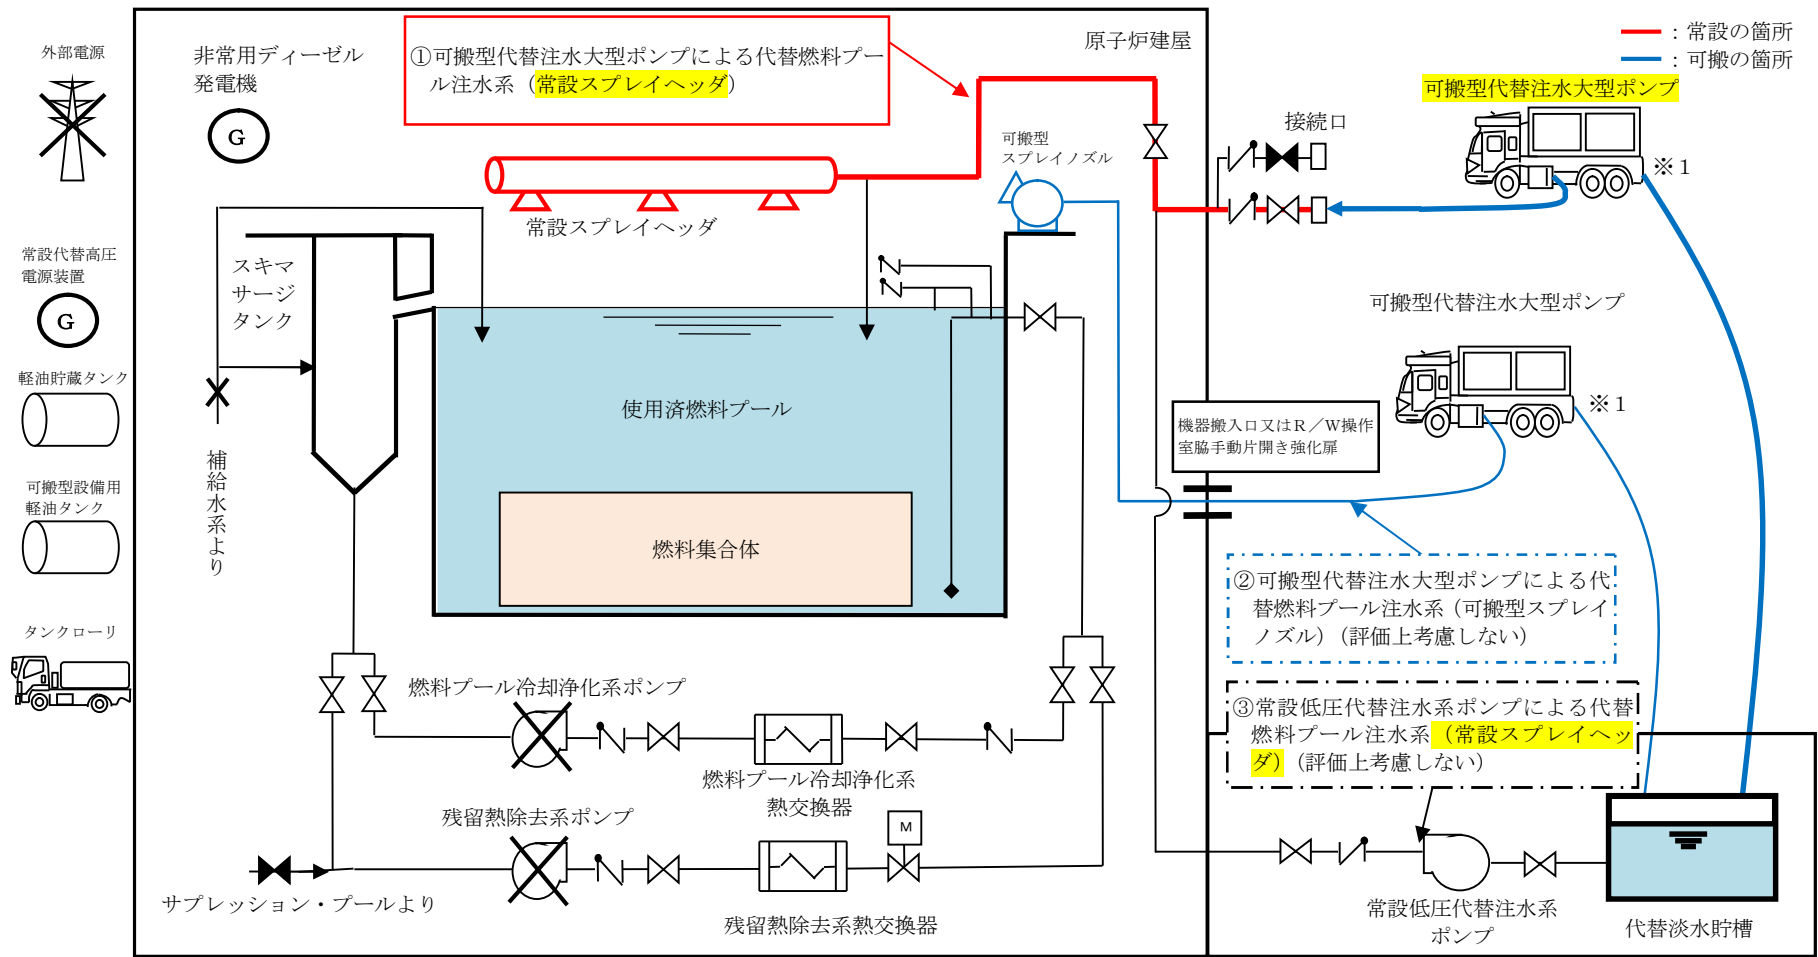 外部電源
非常用ディーゼル
発電機
G
①可搬型代替注水大型ポンプによる代替燃料プー
ル注水系（常設スプレイヘッダ）
原子炉建屋
：常設の箇所
：可搬の箇所
可搬型代替注水大型ポンプ
※１
接続口
可搬型
スプレイノズル
常設スプレイヘッダ
常設代替高圧
電源装置
G
スキマ
サージ
タンク
可搬型代替注水大型ポンプ
※１
軽油貯蔵タンク
使用済燃料プール
機器搬入口又はＲ／Ｗ操作
室脇手動片開き強化扉
補給水系より
可搬型設備用
軽油タンク
燃料集合体
②可搬型代替注水大型ポンプによる代
替燃料プール注水系（可搬型スプレイ
ノズル）（評価上考慮しない）
タンクローリ
燃料プール冷却浄化系ポンプ
③常設低圧代替注水系ポンプによる代替
燃料プール注水系（常設スプレイヘッ
ダ）（評価上考慮しない）
燃料プール冷却浄化系
熱交換器
残留熱除去系ポンプ
M
サプレッション・プールより
残留熱除去系熱交換器
常設低圧代替注水系
ポンプ
代替淡水貯槽